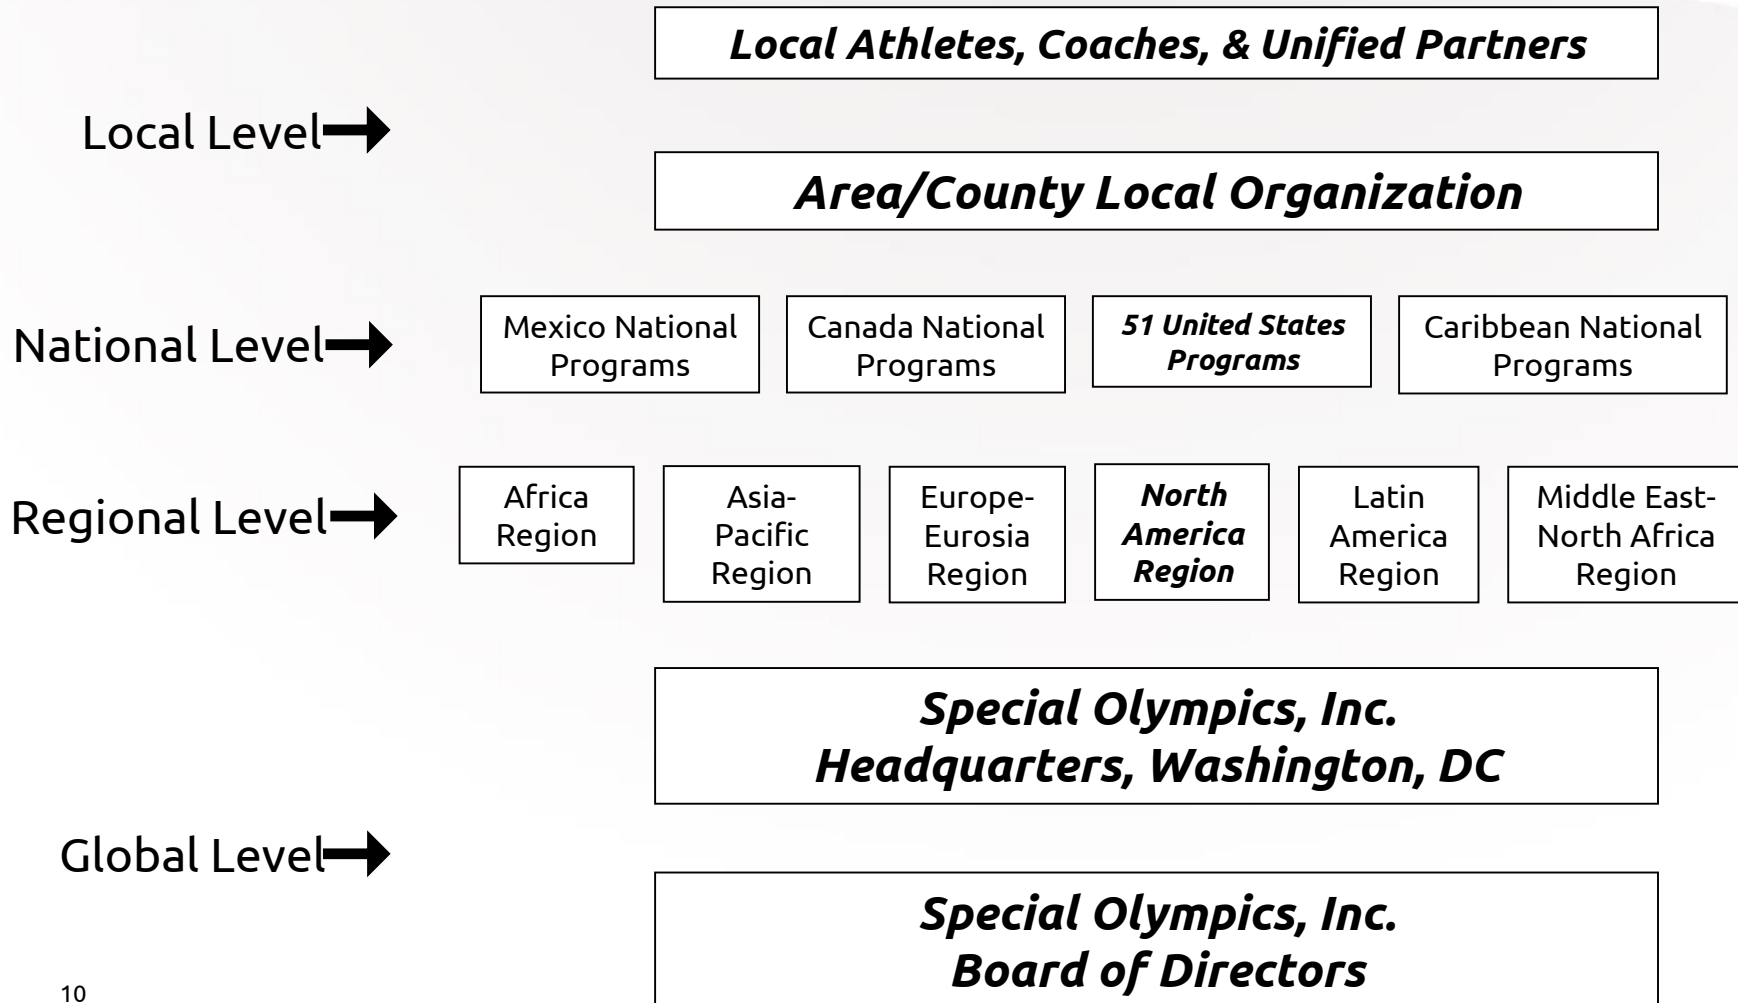 Local Athletes, Coaches, & Unified Partners
Local Level
Area/County Local Organization
National Level
Mexico National
Programs
Canada National
Programs
51 United States
Programs
Caribbean National
Programs
Regional Level
Africa
Region
Asia-
Pacific
Region
Europe-
Eurosia
Region
North
America
Region
Latin
America
Region
Middle East-
North Africa
Region
Special Olympics, Inc.
Headquarters, Washington, DC
Global Level
Special Olympics, Inc.
Board of Directors
10